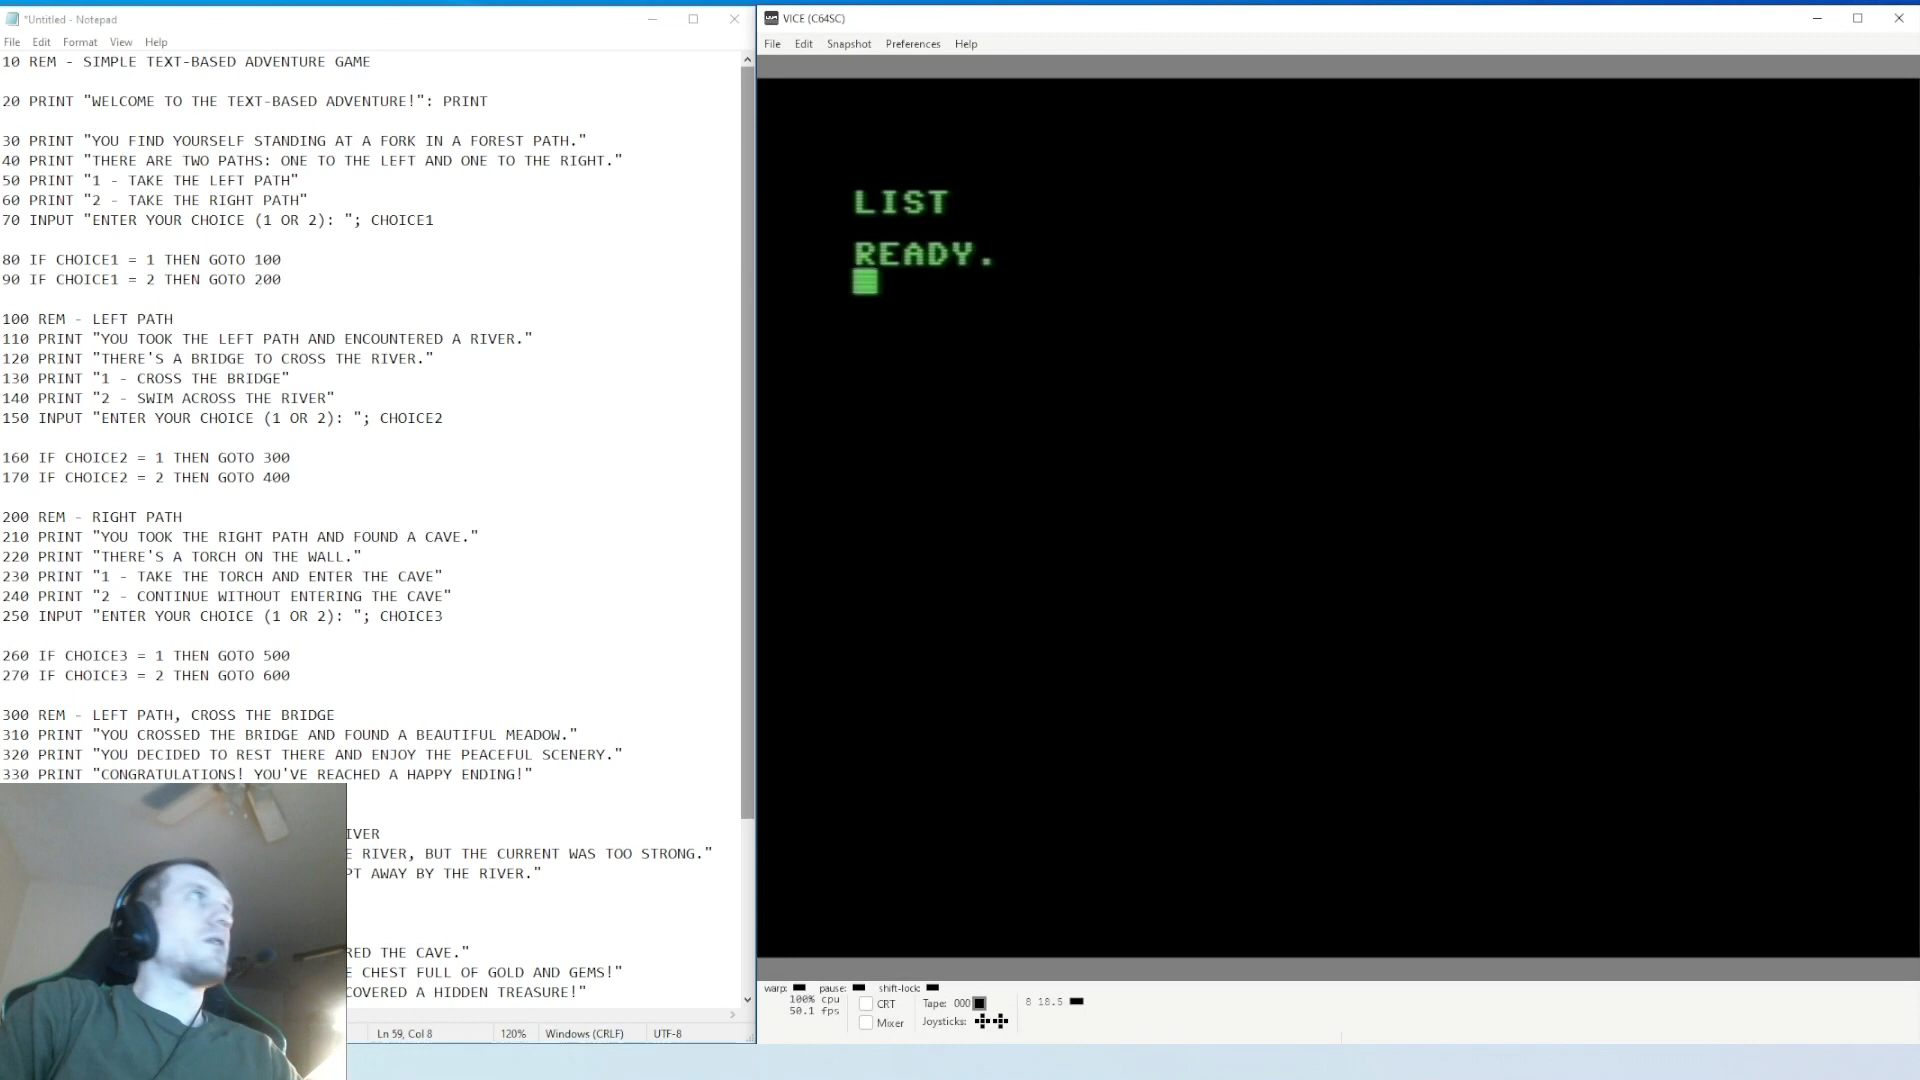 *Untitled - Notepad
File Edit Format View Help
10 REM - SIMPLE TEXT-BASED ADVENTURE GAME
20 PRINT "WELCOME TO THE TEXT-BASED ADVENTURE!": PRINT
30 PRINT "YOU FIND YOURSELF STANDING AT A FORK IN A FOREST PATH."
40 PRINT "THERE ARE TWO PATHS: ONE TO THE LEFT AND ONE TO THE RIGHT."
50 PRINT "1 - TAKE THE LEFT PATH"
60 PRINT "2 - TAKE THE RIGHT PATH"
70 INPUT "ENTER YOUR CHOICE (1 OR 2): "; CHOICE1
80 IF CHOICE1 = 1 THEN GOTO 100
90 IF CHOICE1 = 2 THEN GOTO 200
100 REM - LEFT PATH
110 PRINT "YOU TOOK THE LEFT PATH AND ENCOUNTERED A RIVER."
120 PRINT "THERE'S A BRIDGE TO CROSS THE RIVER."
130 PRINT "1 - CROSS THE BRIDGE"
140 PRINT "2 - SWIM ACROSS THE RIVER"
150 INPUT "ENTER YOUR CHOICE (1 OR 2): "; CHOICE2
160 IF CHOICE2 = 1 THEN GOTO 300
170 IF CHOICE2 = 2 THEN GOTO 400
200 REM - RIGHT PATH
210 PRINT "YOU TOOK THE RIGHT PATH AND FOUND A CAVE."
220 PRINT "THERE'S A TORCH ON THE WALL."
230 PRINT "1 - TAKE THE TORCH AND ENTER THE CAVE"
240 PRINT "2 - CONTINUE WITHOUT ENTERING THE CAVE"
250 INPUT "ENTER YOUR CHOICE (1 OR 2): "; CHOICE3
260 IF CHOICE3 = 1 THEN GOTO 500
270 IF CHOICE3 = 2 THEN GOTO 600
300 REM - LEFT PATH, CROSS THE BRIDGE
310 PRINT "YOU CROSSED THE BRIDGE AND FOUND A BEAUTIFUL MEADOW."
320 PRINT "YOU DECIDED TO REST THERE AND ENJOY THE PEACEFUL SCENERY."
330 PRINT "CONGRATULATIONS! YOU'VE REACHED A HAPPY ENDING!"
IVER
E RIVER, BUT THE CURRENT WAS TOO STRONG."
PT AWAY BY THE RIVER."
RED THE CAVE."
E CHEST FULL OF GOLD AND GEMS!"
COVERED A HIDDEN TREASURE!"
Ln 59, Col 8 120% Windows (CRLF) UTF-8
VICE (C64SC)
File Edit Snapshot Preferences Help
LIST
READY.
warp: pause: shift-lock:
100% cpu
50.1 fps
CRT
Mixer
Tape: 000
Joysticks:
8 18.5